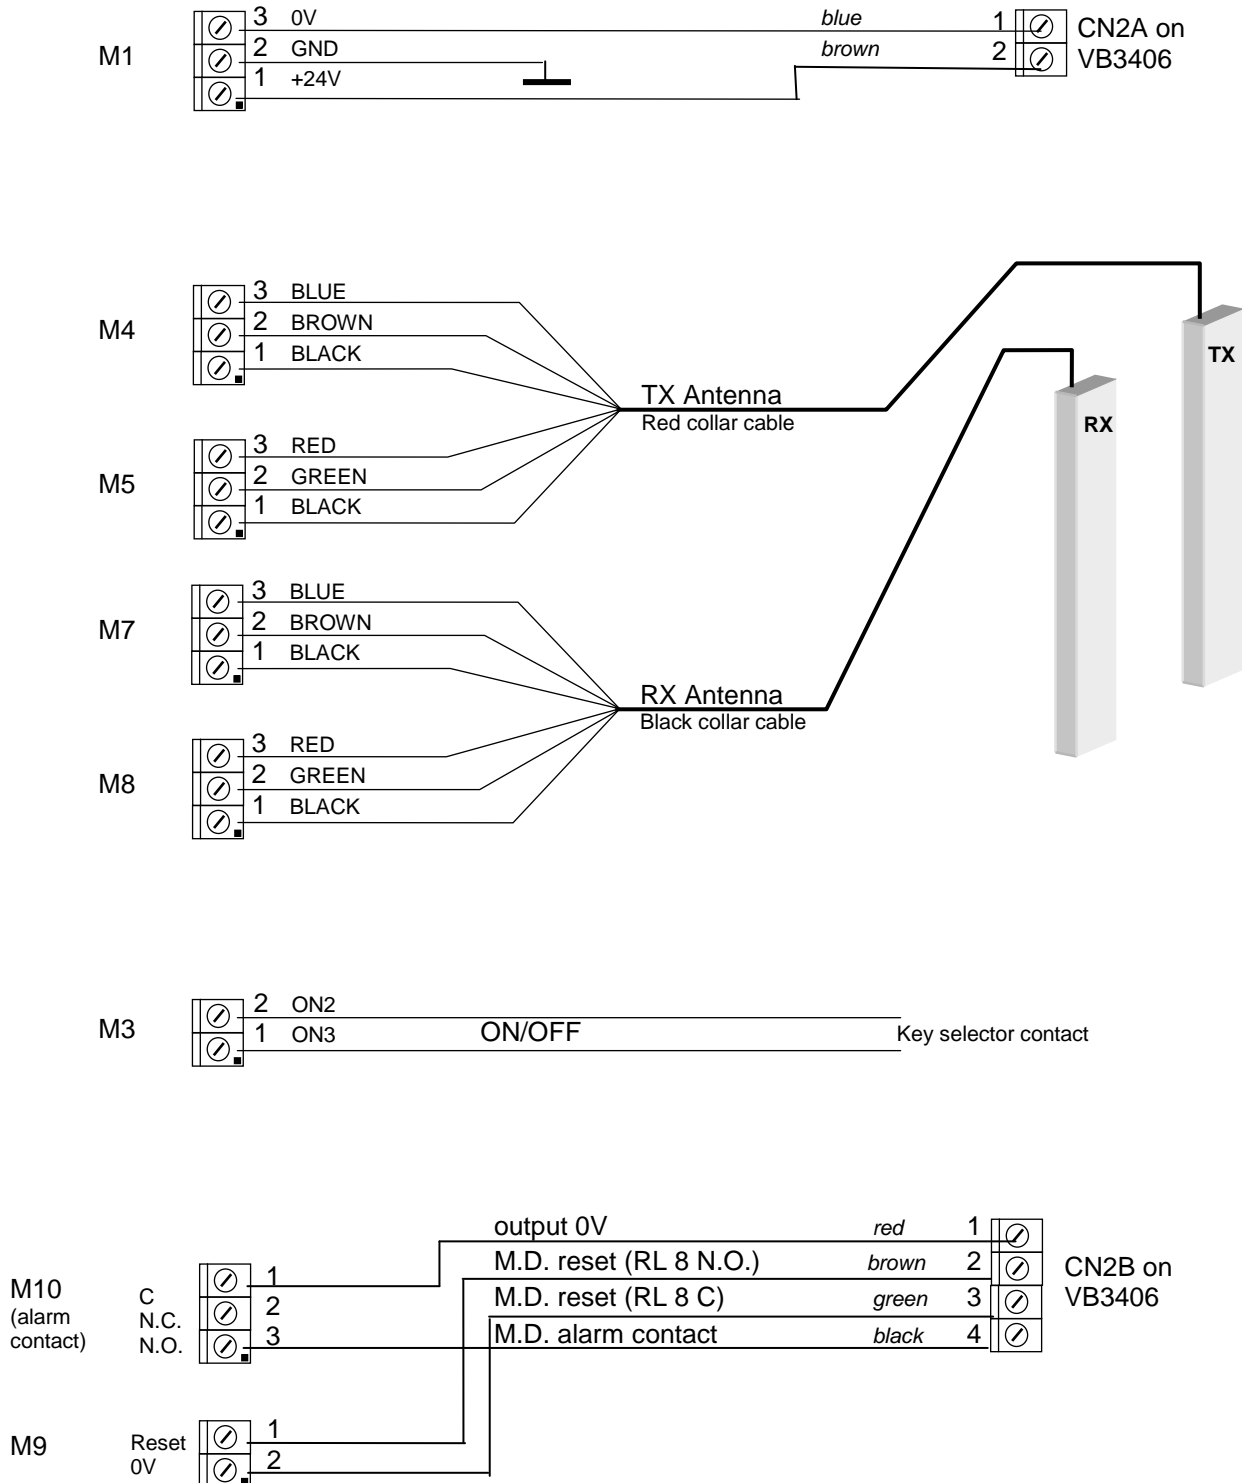 M1
3 0V
2 GND
1 +24V
blue
brown
1
2
CN2A on
VB3406
M4
3 BLUE
2 BROWN
1 BLACK
TX Antenna
Red collar cable
TX
RX
M5
3 RED
2 GREEN
1 BLACK
M7
3 BLUE
2 BROWN
1 BLACK
RX Antenna
Black collar cable
M8
3 RED
2 GREEN
1 BLACK
M3
2 ON2
1 ON3
ON/OFF
Key selector contact
M10
(alarm
contact)
C
N.C.
N.O.
1
2
3
output 0V red 1
M.D. reset (RL 8 N.O.) brown 2
M.D. reset (RL 8 C) green 3
M.D. alarm contact black 4
CN2B on
VB3406
M9
Reset 1
0V 2